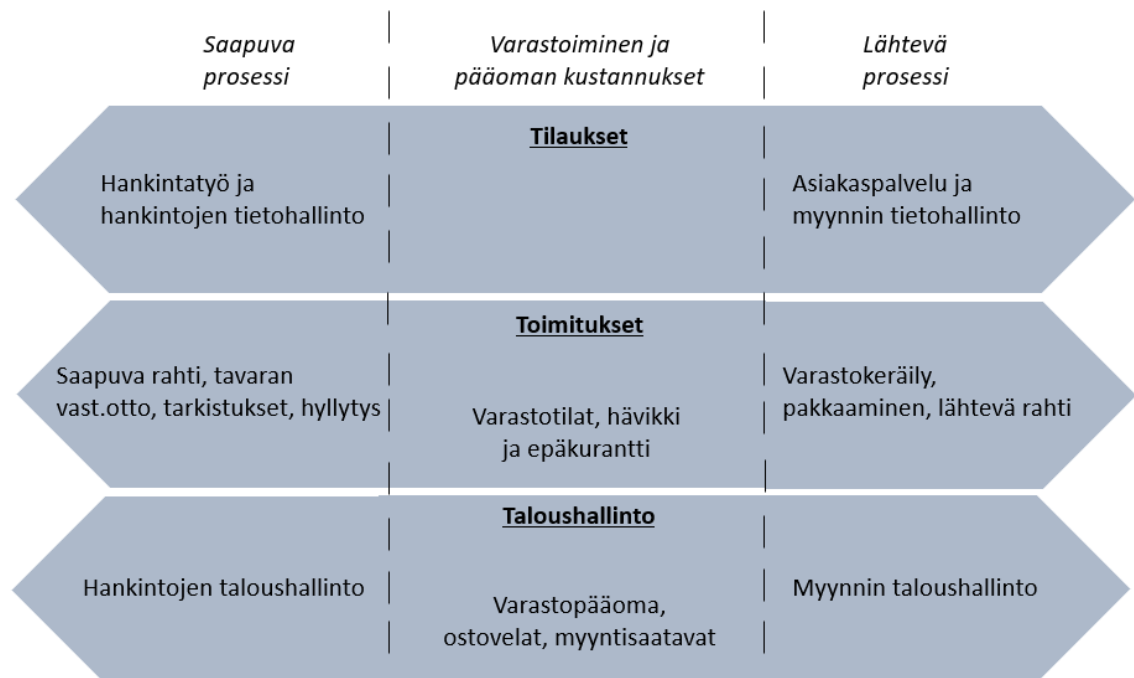 Saapuva
prosessi
Varastoiminen ja
pääoman kustannukset
Lähtevä
prosessi
Tilaukset
Hankintatyö ja
hankintojen tietohallinto
Asiakaspalvelu ja
myynnin tietohallinto
Toimitukset
Saapuva rahti, tavaran
vast.otto, tarkistukset, hyllytys
Varastotilat, hävikki
ja epäkurantti
Varastokeräily,
pakkaaminen, lähtevä rahti
Taloushallinto
Hankintojen taloushallinto
Varastopääoma,
ostovelat, myyntisaatavat
Myynnin taloushallinto